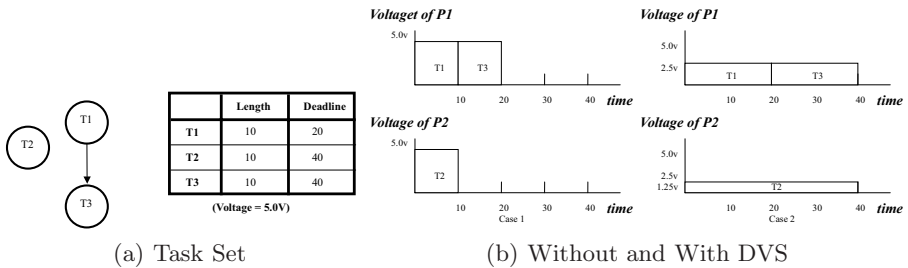 T1
T2
T3
Length Deadline
T1 10 20
T2 10 40
T3 10 40
(Voltage = 5.0V)
(a) Task Set
Voltaget of P1
5.0v
T1 T3
10 20 30 40 time
Voltage of P2
5.0v
T2
10 20 30 40 time
Case 1
Voltage of P1
5.0v
2.5v
T1 T3
10 20 30 40 time
Voltage of P2
5.0v
2.5v
1.25v
T2
10 20 30 40 time
Case 2
(b) Without and With DVS